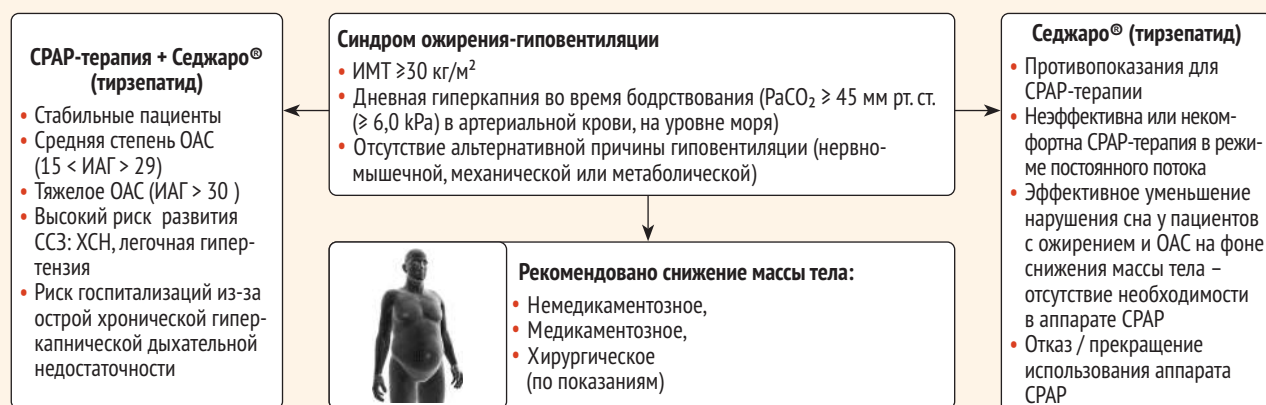 СРАР-терапия + Седжаро®
(тирзепатид)
• Стабильные пациенты
• Средняя степень ОАС
(15 < ИАГ > 29)
• Тяжелое ОАС (ИАГ > 30 )
• Высокий риск развития
ССЗ: ХСН, легочная гипер-
тензия
• Риск госпитализаций из-за
острой хронической гипер-
капнической дыхательной
недостаточности
Синдром ожирения-гиповентиляции
• ИМТ ⩾30 кг/м²
• Дневная гиперкапния во время бодрствования (PaCO₂ ⩾ 45 мм рт. ст.
(⩾ 6,0 kPa) в артериальной крови, на уровне моря)
• Отсутствие альтернативной причины гиповентиляции (нервно-
мышечной, механической или метаболической)
Рекомендовано снижение массы тела:
• Немедикаментозное,
• Медикаментозное,
• Хирургическое
(по показаниям)
Седжаро® (тирзепатид)
• Противопоказания для
СРАР-терапии
• Неэффективна или неком-
фортна СРАР-терапия в режи-
ме постоянного потока
• Эффективное уменьшение
нарушения сна у пациентов
с ожирением и ОАС на фоне
снижения массы тела –
отсутствие необходимости
в аппарате СРАР
• Отказ / прекращение
использования аппарата
СРАР